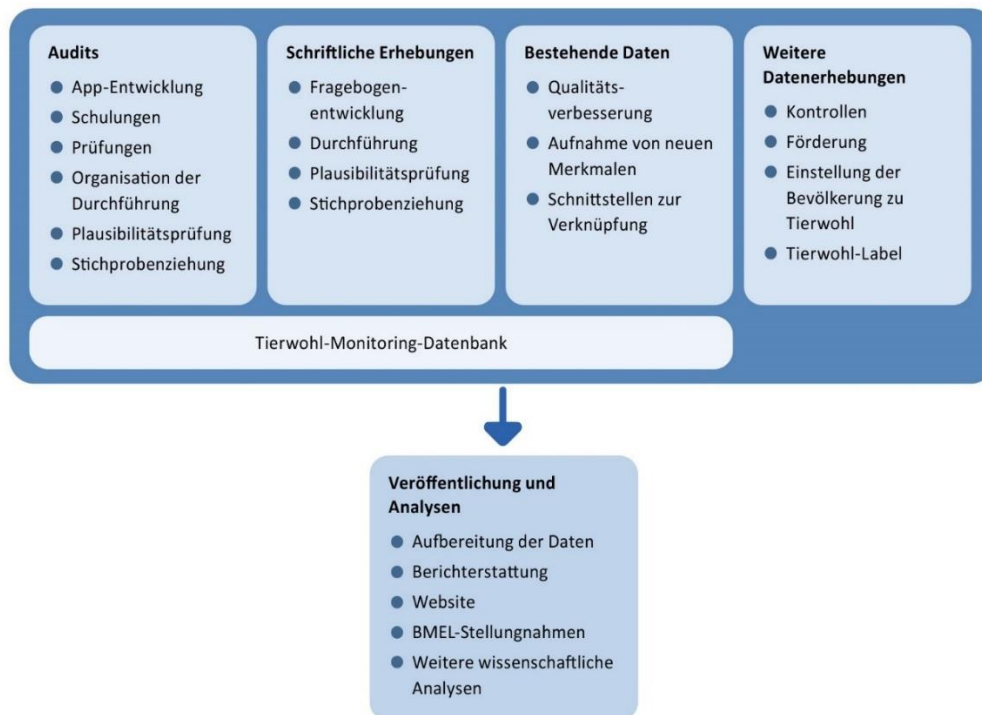 Audits
App-Entwicklung
Schulungen
Prüfungen
Organisation der
Durchführung
Plausibilitätsprüfung
Stichprobenziehung
Schriftliche Erhebungen
Fragebogen-
entwicklung
Durchführung
Plausibilitätsprüfung
Stichprobenziehung
Bestehende Daten
Qualitäts-
verbesserung
Aufnahme von neuen
Merkmalen
Schnittstellen zur
Verknüpfung
Weitere
Datenerhebungen
Kontrollen
Förderung
Einstellung der
Bevölkerung zu
Tierwohl
Tierwohl-Label
Tierwohl-Monitoring-Datenbank
Veröffentlichung und
Analysen
Aufbereitung der Daten
Berichterstattung
Website
BMEL-Stellungnahmen
Weitere wissenschaftliche
Analysen